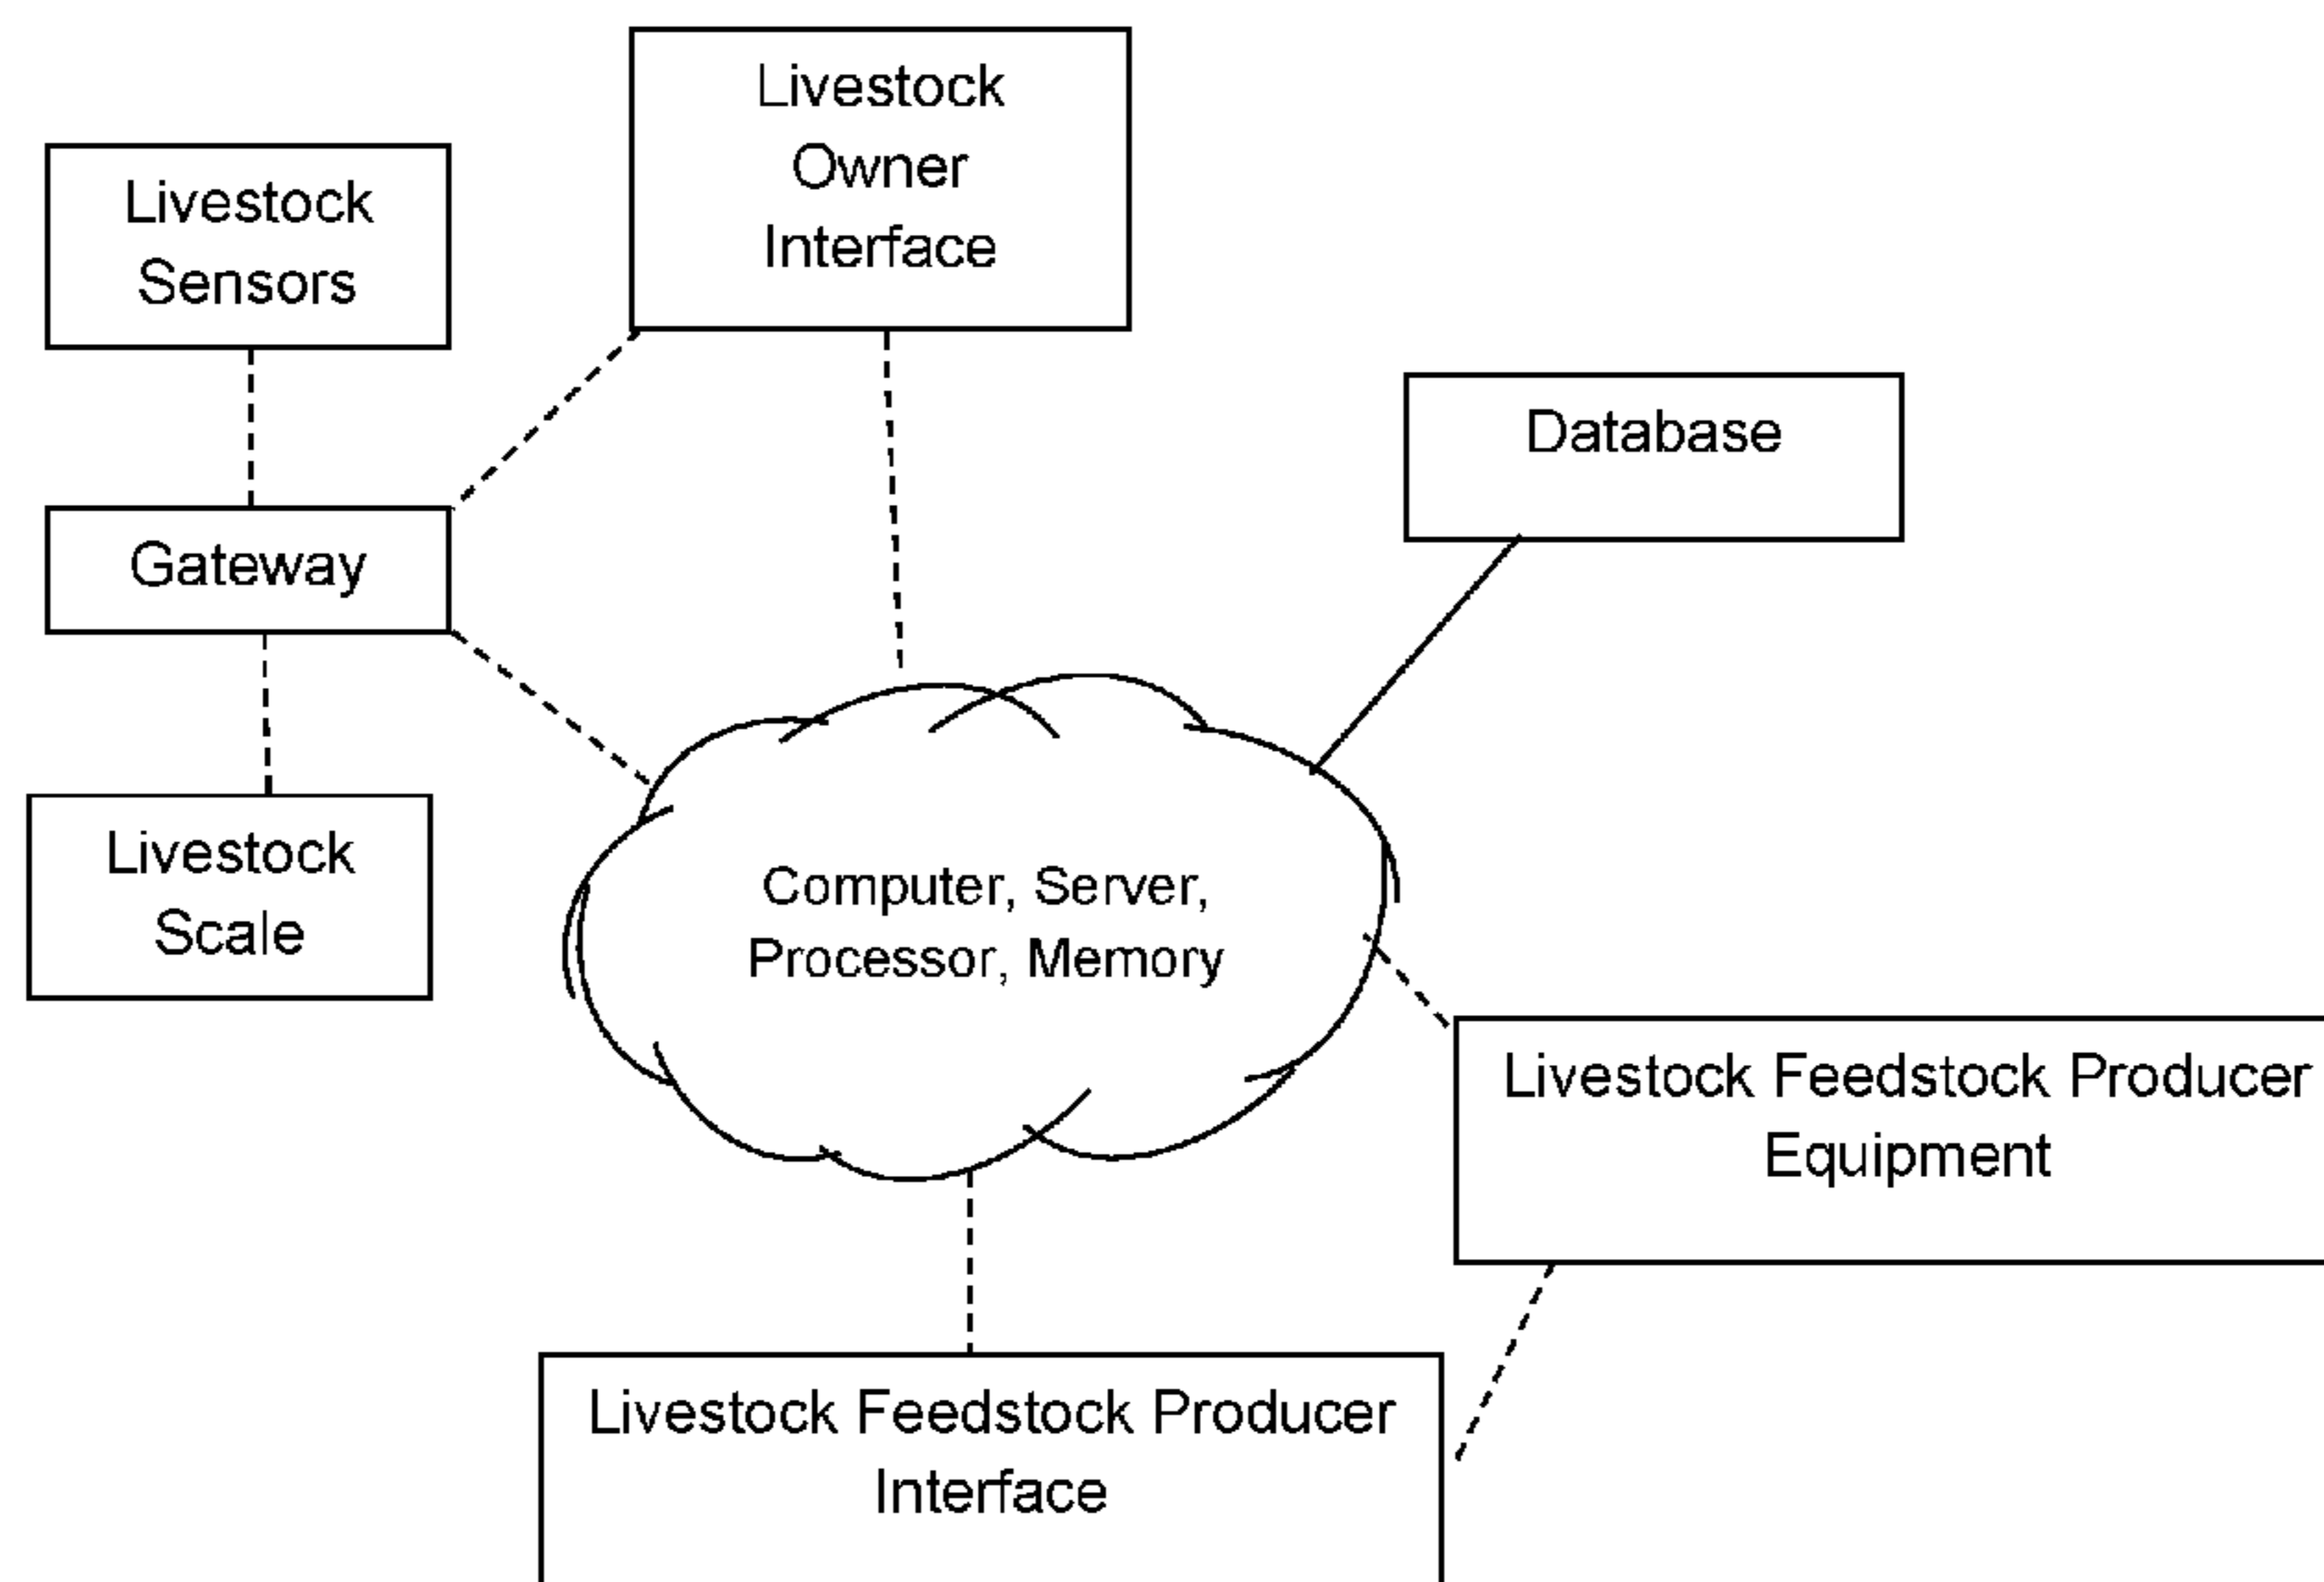 Livestock
Owner
Interface
Livestock
Sensors
Database
Gateway
Livestock
Scale
Computer, Server,
Processor, Memory
Livestock Feedstock Producer
Equipment
Livestock Feedstock Producer
Interface